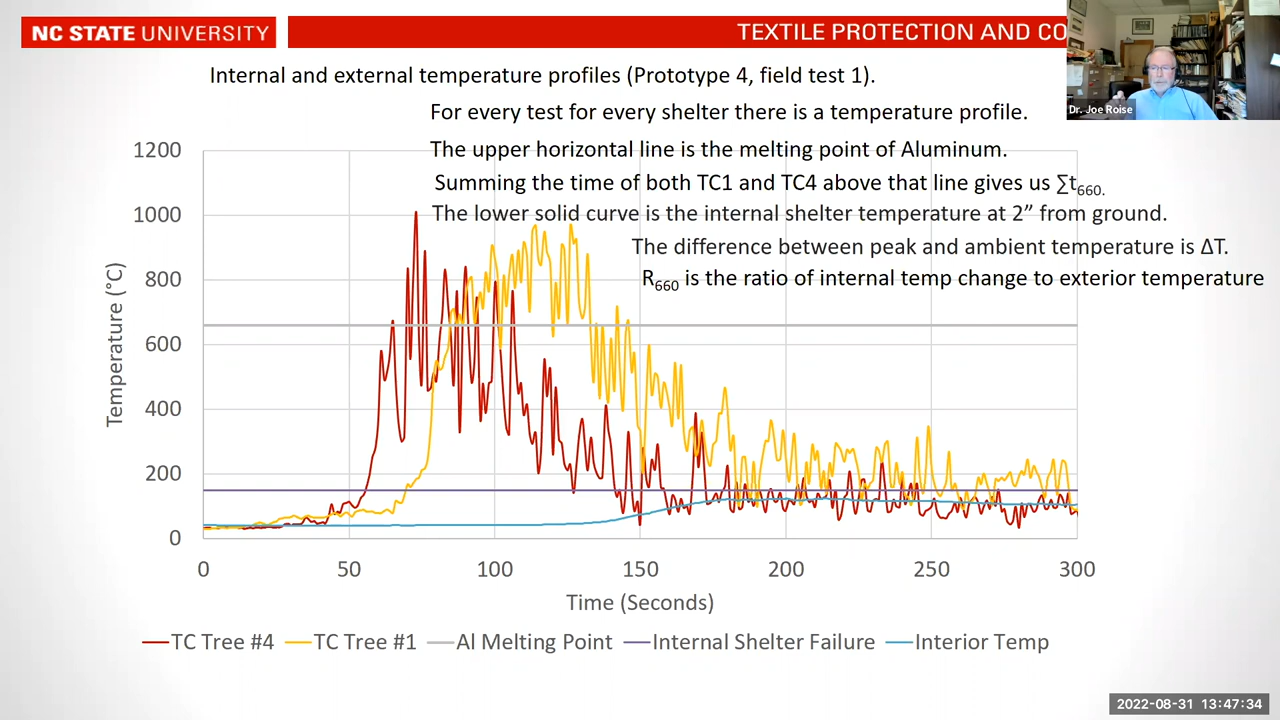 NC STATE UNIVERSITY
TEXTILE PROTECTION AND CO
Dr. Joe Roise
Internal and external temperature profiles (Prototype 4, field test 1).
For every test for every shelter there is a temperature profile.
The upper horizontal line is the melting point of Aluminum.
Summing the time of both TC1 and TC4 above that line gives us ∑t660.
The lower solid curve is the internal shelter temperature at 2” from ground.
The difference between peak and ambient temperature is ΔT.
R660 is the ratio of internal temp change to exterior temperature
Temperature (°C)
1200
1000
800
600
400
200
0
0 50 100 150 200 250 300
Time (Seconds)
TC Tree #4 TC Tree #1 Al Melting Point Internal Shelter Failure Interior Temp
2022-08-31 13:47:34